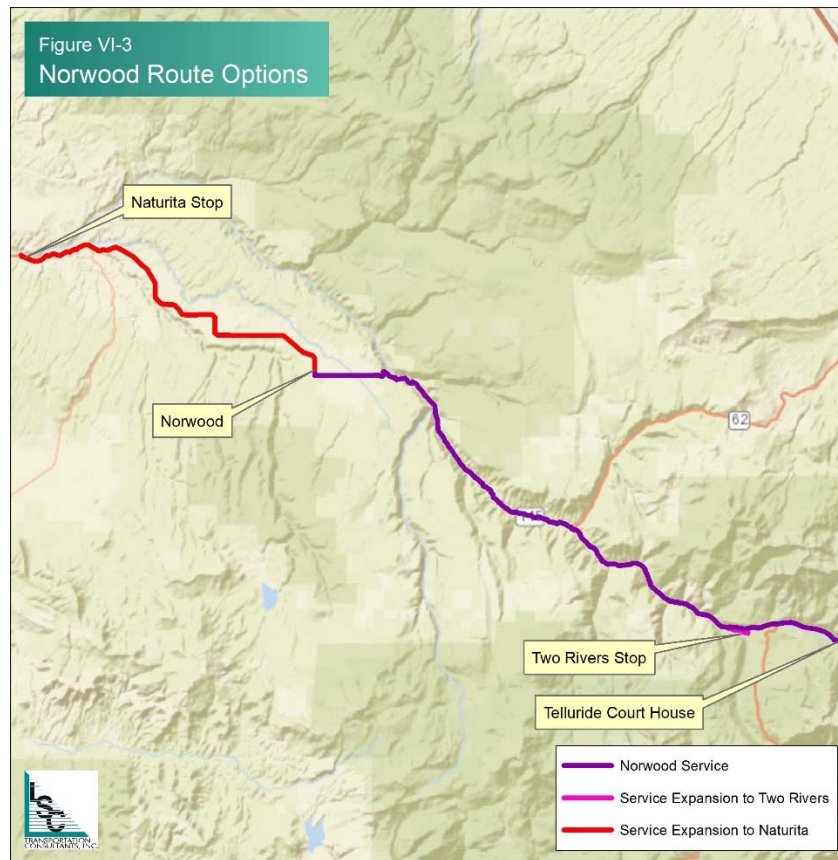 Figure VI-3
Norwood Route Options
Naturita Stop
Norwood
62
145
Two Rivers Stop
Telluride Court House
Norwood Service
Service Expansion to Two Rivers
Service Expansion to Naturita
LSC
TRANSPORTATION
CONSULTANTS, INC.